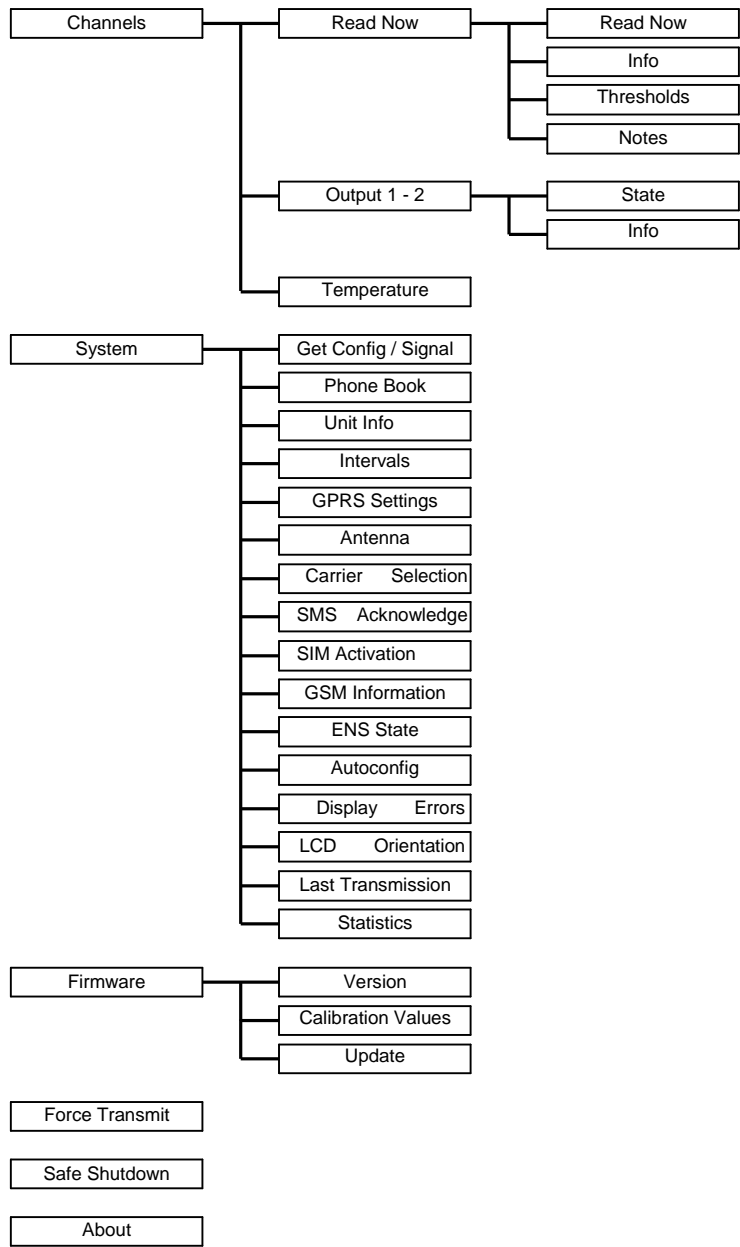 Channels
Read Now
Read Now
Info
Thresholds
Notes
Output 1 - 2
State
Info
Temperature
System
Get Config / Signal
Phone Book
Unit Info
Intervals
GPRS Settings
Antenna
Carrier Selection
SMS Acknowledge
SIM Activation
GSM Information
ENS State
Autoconfig
Display Errors
LCD Orientation
Last Transmission
Statistics
Firmware
Version
Calibration Values
Update
Force Transmit
Safe Shutdown
About